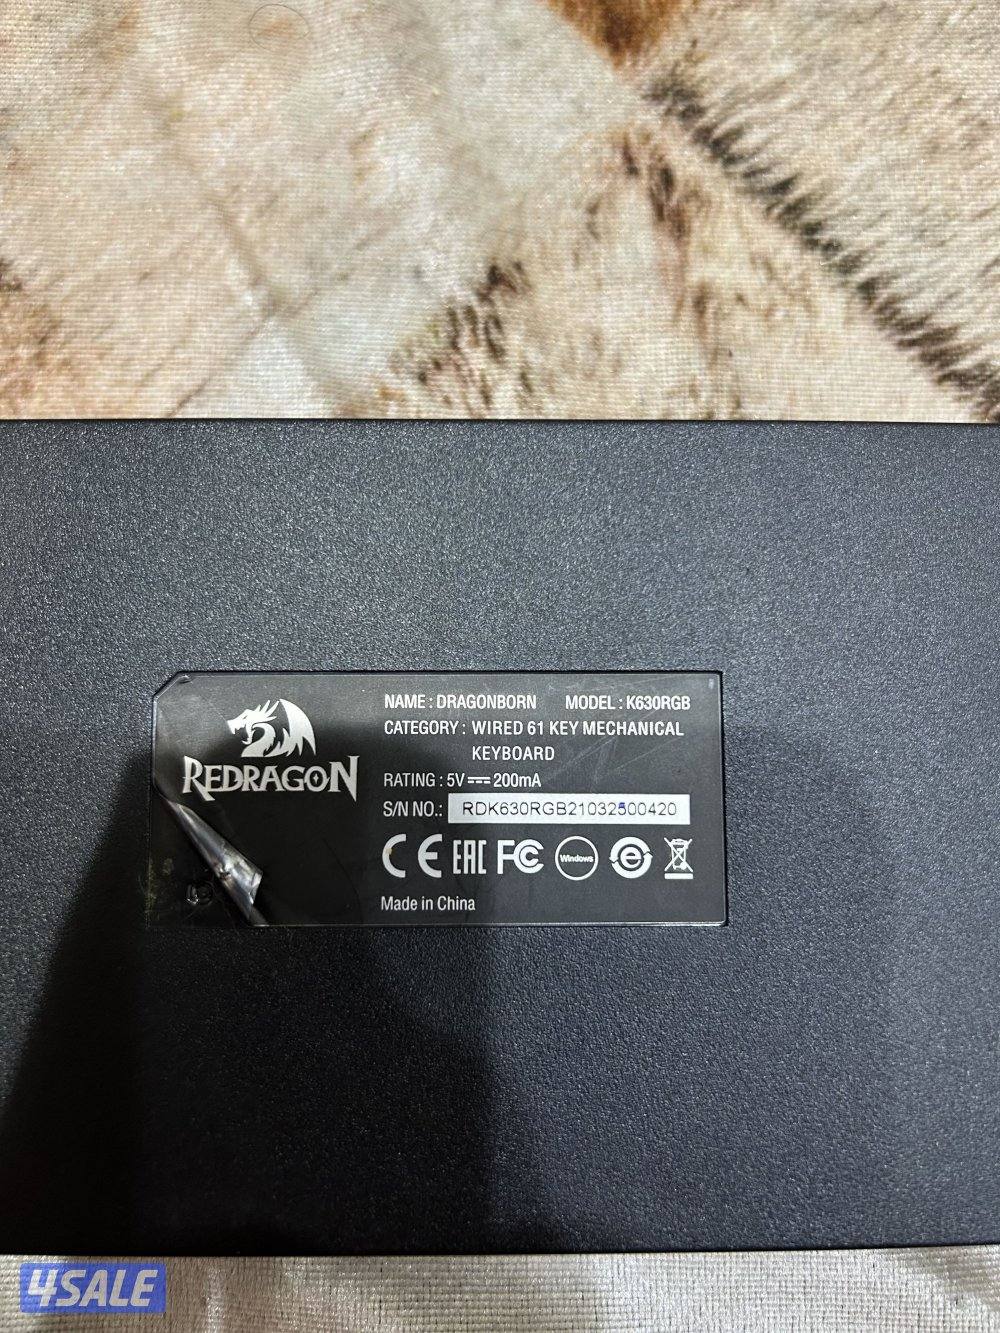 REDRAGON
NAME : DRAGONBORN MODEL : K630RGB
CATEGORY : WIRED 61 KEY MECHANICAL
KEYBOARD
RATING : 5V 200mA
S/N NO.: RDK630RGB21032500420
CE EAC FC Windows e
Made in China
4SALE